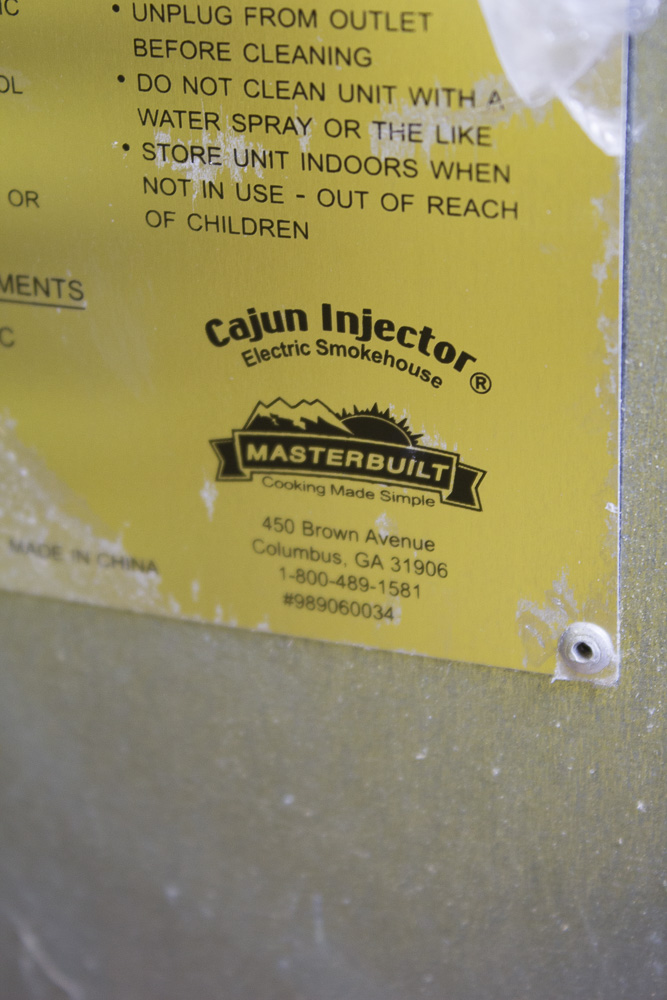 • UNPLUG FROM OUTLET
BEFORE CLEANING
• DO NOT CLEAN UNIT WITH A
WATER SPRAY OR THE LIKE
• STORE UNIT INDOORS WHEN
NOT IN USE - OUT OF REACH
OF CHILDREN
OR
MENTS
Cajun Injector®
Electric Smokehouse
MASTERBUILT
Cooking Made Simple
450 Brown Avenue
Columbus, GA 31906
1-800-489-1581
#989060034
MADE IN CHINA